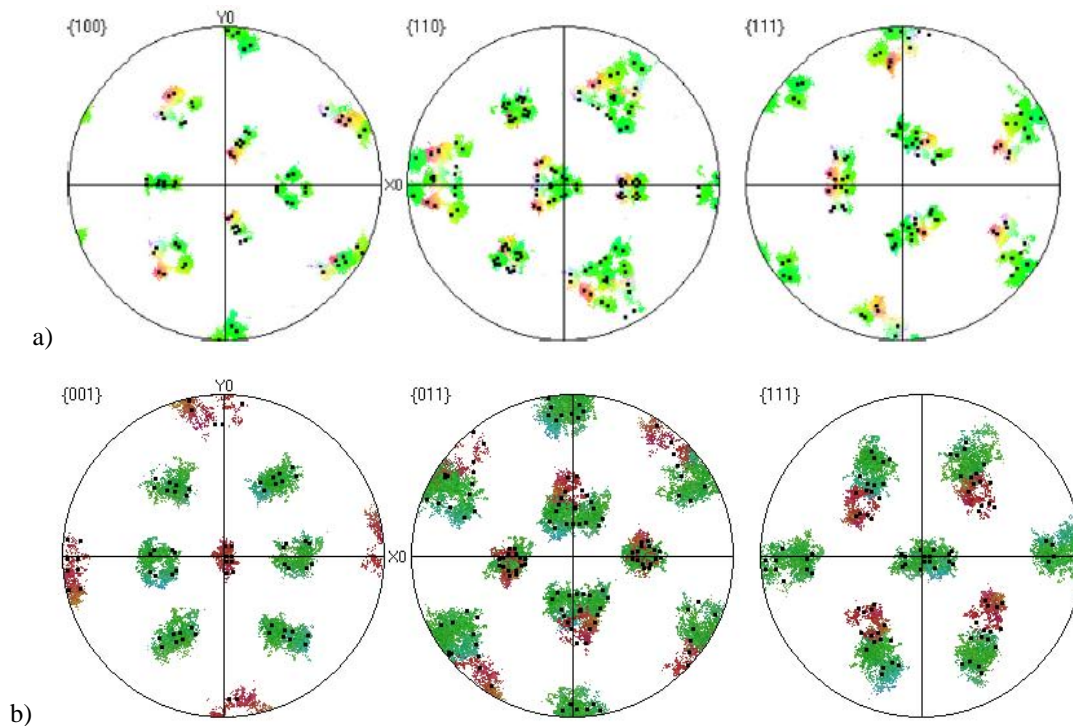 {100} Y0 {110} {111}
X0
a)
{001} Y0 {011} {111}
X0
b)